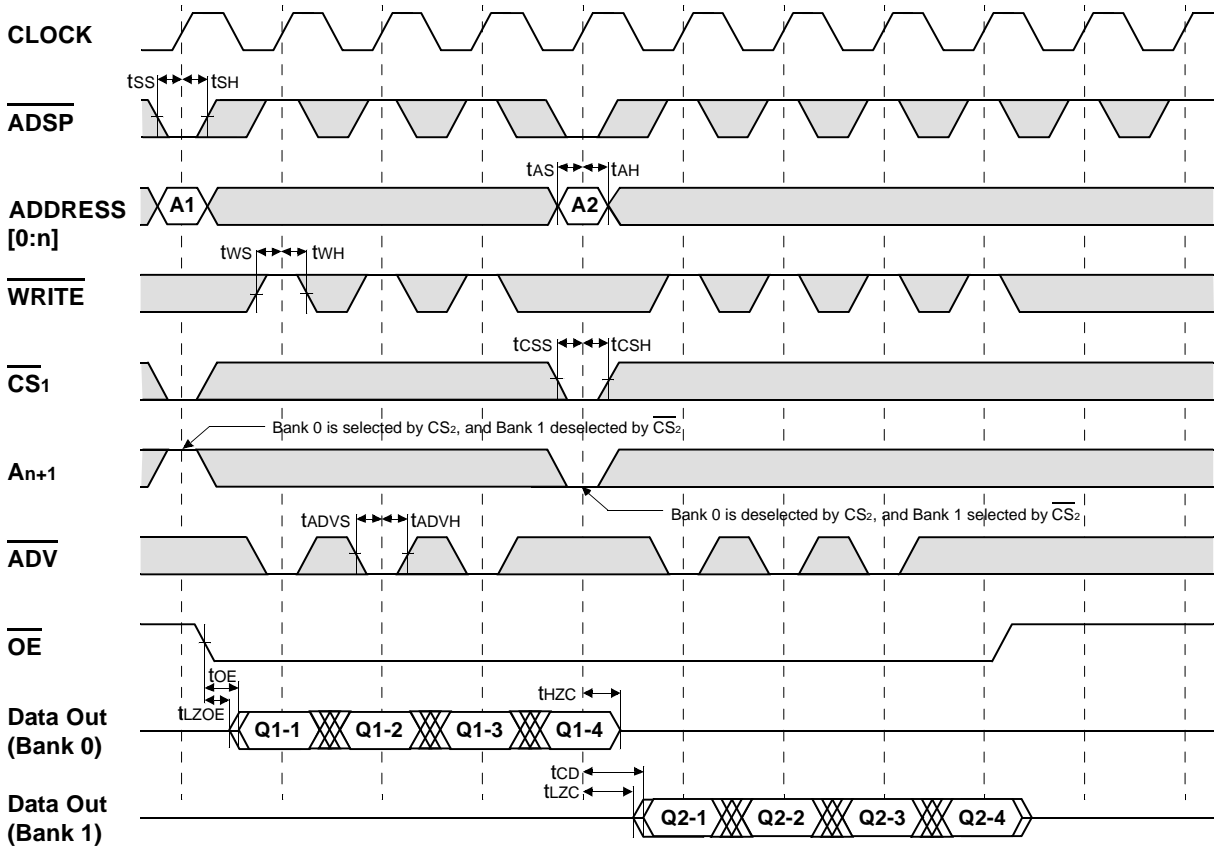 CLOCK
tSS tSH
ADSP
tAS tAH
ADDRESS
[0:n]
A1 A2
tWS tWH
WRITE
tCSS tCSH
CS1
Bank 0 is selected by CS2, and Bank 1 deselected by CS2
An+1
Bank 0 is deselected by CS2, and Bank 1 selected by CS2
tADVS tADVH
ADV
OE
tOE
tLZOE
tHZC
Data Out
(Bank 0)
Q1-1 Q1-2 Q1-3 Q1-4
tCD
tLZC
Data Out
(Bank 1)
Q2-1 Q2-2 Q2-3 Q2-4